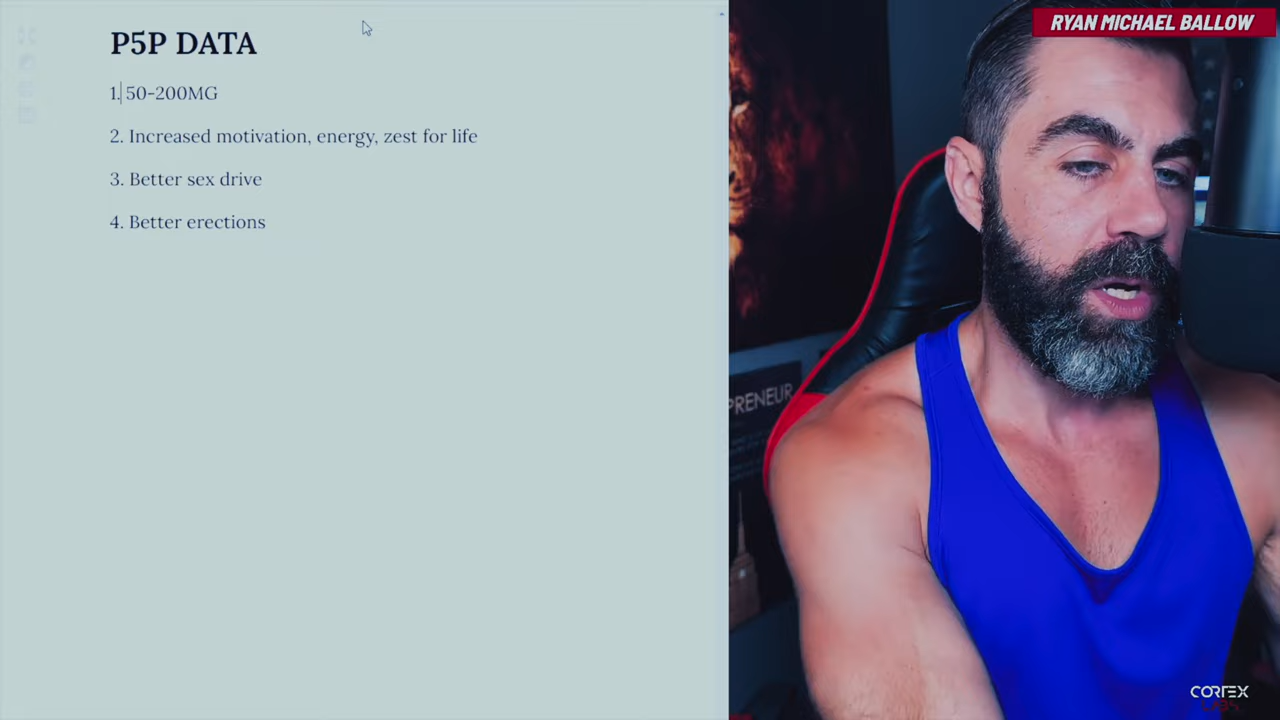 P5P DATA
1. 50-200MG
2. Increased motivation, energy, zest for life
3. Better sex drive
4. Better erections
RYAN MICHAEL BALLOW
PRENEUR
CORTEX
LABS